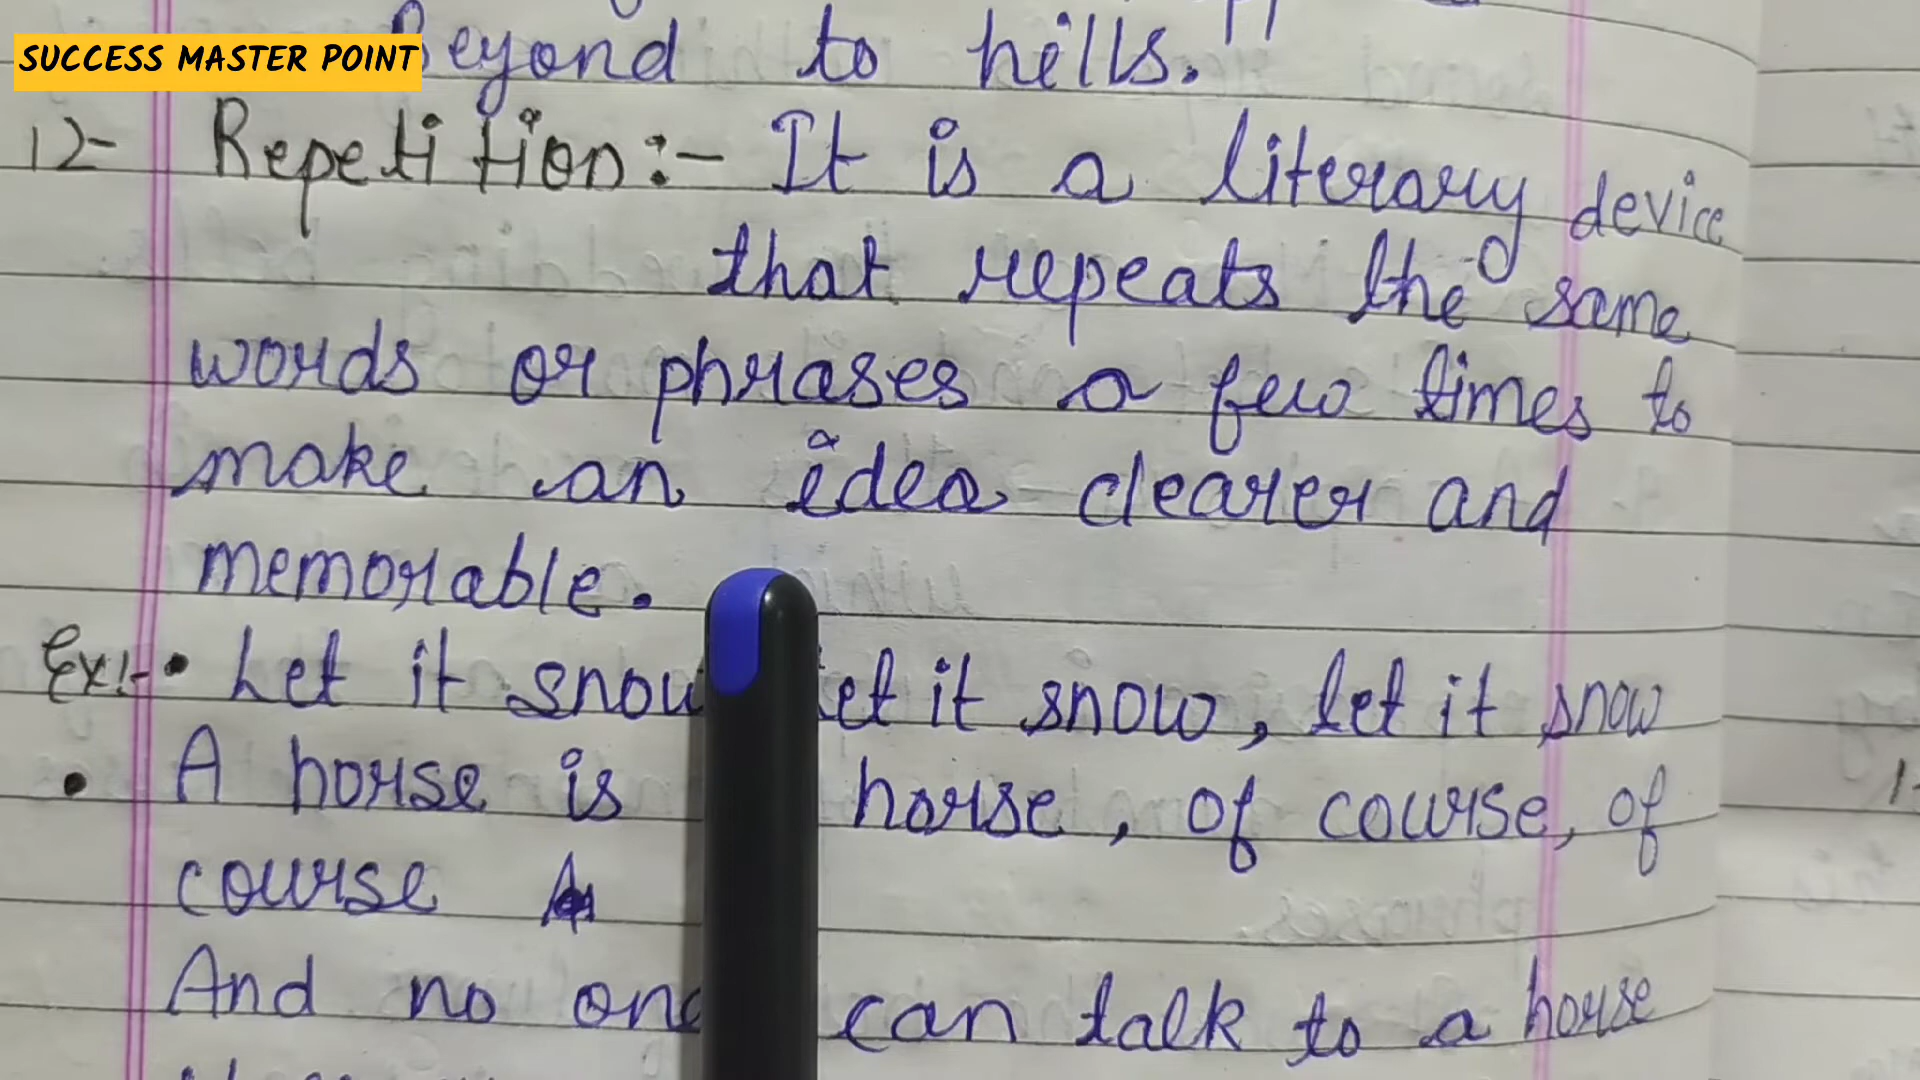 SUCCESS MASTER POINT
Beyond to hills."
12- Repetition:- It is a literary device
that repeats the same
words or phrases a few times to
make an idea clearer and
memorable.
Ex:- • Let it snow let it snow, let it snow
• A horse is horse, of course, of
course
And no one can talk to a horse